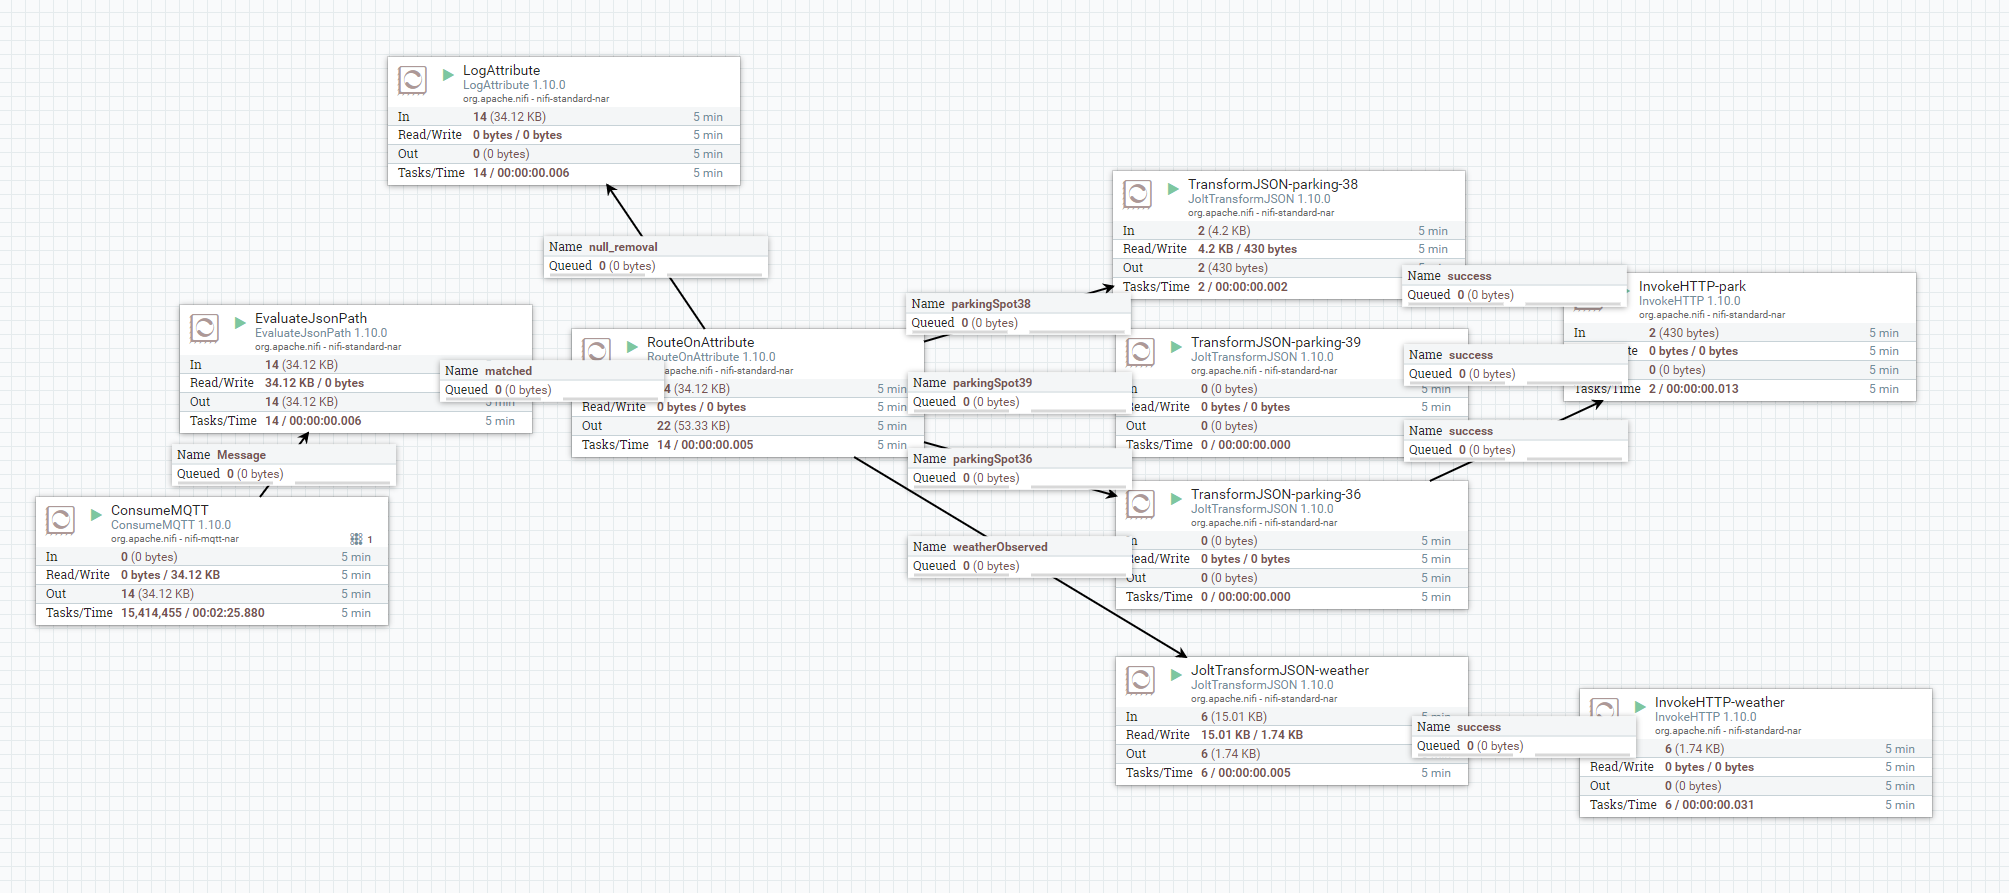 LogAttribute
LogAttribute 1.10.0
org.apache.nifi - nifi-standard-nar
In 14 (34.12 KB) 5 min
Read/Write 0 bytes / 0 bytes 5 min
Out 0 (0 bytes) 5 min
Tasks/Time 14 / 00:00:00.006 5 min
Name null_removal
Queued 0 (0 bytes)
EvaluateJsonPath
EvaluateJsonPath 1.10.0
org.apache.nifi - nifi-standard-nar
In 14 (34.12 KB)
Read/Write 34.12 KB / 0 bytes
Out 14 (34.12 KB) 5 min
Tasks/Time 14 / 00:00:00.006 5 min
Name matched
Queued 0 (0 bytes)
Name Message
Queued 0 (0 bytes)
ConsumeMQTT
ConsumeMQTT 1.10.0
org.apache.nifi - nifi-mqtt-nar
1
In 0 (0 bytes) 5 min
Read/Write 0 bytes / 34.12 KB 5 min
Out 14 (34.12 KB) 5 min
Tasks/Time 15,414,455 / 00:02:25.880 5 min
RouteOnAttribute
RouteOnAttribute 1.10.0
apache.nifi - nifi-standard-nar
4 (34.12 KB) 5 min
Read/Write 0 bytes / 0 bytes 5 min
Out 22 (53.33 KB) 5 min
Tasks/Time 14 / 00:00:00.005 5 min
Name parkingSpot38
Queued 0 (0 bytes)
Name parkingSpot39
Queued 0 (0 bytes)
Name parkingSpot36
Queued 0 (0 bytes)
Name weatherObserved
Queued 0 (0 bytes)
TransformJSON-parking-38
JoltTransformJSON 1.10.0
org.apache.nifi - nifi-standard-nar
In 2 (4.2 KB) 5 min
Read/Write 4.2 KB / 430 bytes 5 min
Out 2 (430 bytes)
Tasks/Time 2 / 00:00:00.002
Name success
Queued 0 (0 bytes)
TransformJSON-parking-39
JoltTransformJSON 1.10.0
org.apache.nifi - nifi-standard-nar
In 0 (0 bytes) 5 min
Read/Write 0 bytes / 0 bytes 5 min
Out 0 (0 bytes)
Tasks/Time 0 / 00:00:00.000
Name success
Queued 0 (0 bytes)
Name success
Queued 0 (0 bytes)
TransformJSON-parking-36
JoltTransformJSON 1.10.0
org.apache.nifi - nifi-standard-nar
In 0 (0 bytes) 5 min
Read/Write 0 bytes / 0 bytes 5 min
Out 0 (0 bytes) 5 min
Tasks/Time 0 / 00:00:00.000 5 min
InvokeHTTP-park
InvokeHTTP 1.10.0
org.apache.nifi - nifi-standard-nar
In 2 (430 bytes) 5 min
te 0 bytes / 0 bytes 5 min
0 (0 bytes) 5 min
Tasks/Time 2 / 00:00:00.013 5 min
JoltTransformJSON-weather
JoltTransformJSON 1.10.0
org.apache.nifi - nifi-standard-nar
In 6 (15.01 KB) 5 min
Read/Write 15.01 KB / 1.74 KB
Out 6 (1.74 KB)
Tasks/Time 6 / 00:00:00.005 5 min
Name success
Queued 0 (0 bytes)
InvokeHTTP-weather
InvokeHTTP 1.10.0
org.apache.nifi - nifi-standard-nar
6 (1.74 KB) 5 min
Read/Write 0 bytes / 0 bytes 5 min
Out 0 (0 bytes) 5 min
Tasks/Time 6 / 00:00:00.031 5 min